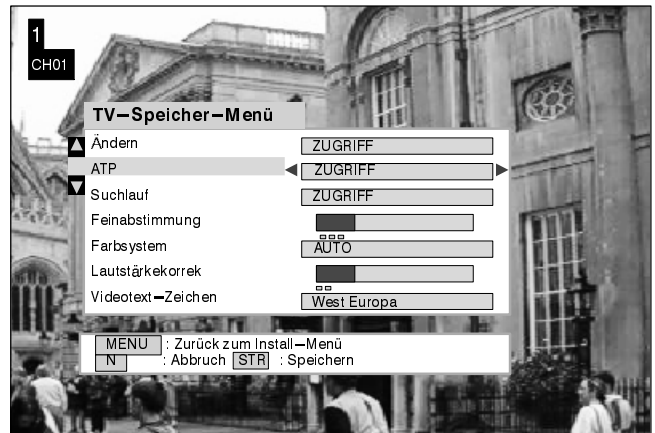 1
CH01
TV–Speicher–Menü
Ändern ZUGRIFF
ATP ZUGRIFF
Suchlauf ZUGRIFF
Feinabstimmung
Farbsystem AUTO
Lautstärkekorrek
Videotext–Zeichen West Europa
MENU : Zurück zum Install–Menü
N : Abbruch STR : Speichern